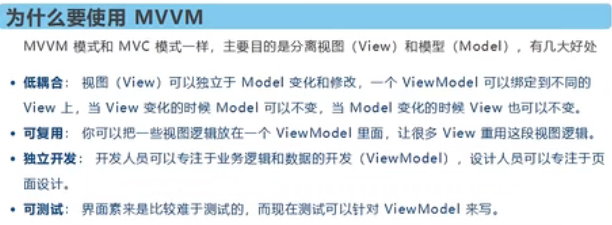 为什么要使用 MVVM
MVVM 模式和 MVC 模式一样，主要目的是分离视图（View）和模型（Model），有几大好处
• 低耦合： 视图（View）可以独立于 Model 变化和修改，一个 ViewModel 可以绑定到不同的
View 上，当 View 变化的时候 Model 可以不变，当 Model 变化的时候 View 也可以不变。
• 可复用： 你可以把一些视图逻辑放在一个 ViewModel 里面，让很多 View 重用这段视图逻辑。
• 独立开发： 开发人员可以专注于业务逻辑和数据的开发（ViewModel），设计人员可以专注于页
面设计。
• 可测试： 界面素来是比较难于测试的，而现在测试可以针对 ViewModel 来写。